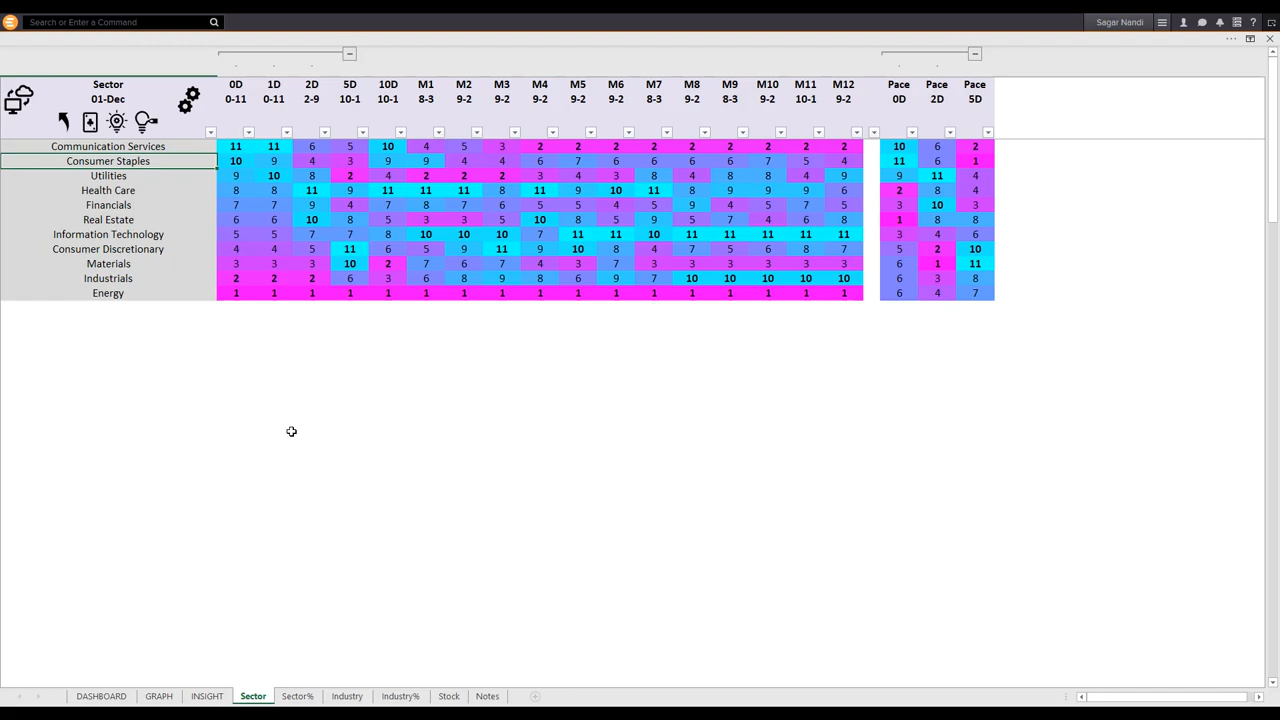 Search or Enter a Command
Sagar Nandi
Sector 0D 1D 2D 5D 10D M1 M2 M3 M4 M5 M6 M7 M8 M9 M10 M11 M12 Pace Pace Pace
01-Dec 0-11 0-11 2-9 10-1 10-1 8-3 9-2 9-2 9-2 9-2 9-2 8-3 9-2 9-2 9-2 10-1 9-2 0D 2D 5D
Communication Services 11 11 6 5 10 4 5 3 2 2 2 2 2 2 2 2 2 10 6 2
Consumer Staples 10 9 4 3 9 9 4 4 6 7 6 6 6 6 7 5 4 11 6 1
Utilities 9 10 8 2 4 2 2 2 3 4 3 8 4 8 8 4 9 9 11 4
Health Care 8 8 11 9 11 11 11 8 11 9 10 11 8 9 9 9 6 2 4 4
Financials 7 7 9 4 7 8 7 6 5 5 4 5 9 4 5 7 5 3 10 3
Real Estate 6 6 10 8 5 3 3 5 10 8 5 9 5 7 4 6 8 1 8 8
Information Technology 5 5 7 7 8 10 10 10 7 11 11 10 11 11 11 11 11 3 4 6
Consumer Discretionary 4 4 5 11 6 5 9 11 9 10 8 4 7 5 6 8 7 5 2 10
Materials 3 3 3 10 2 7 6 7 4 3 7 3 3 3 3 3 3 6 1 11
Industrials 2 2 2 6 3 6 8 9 8 6 9 7 10 10 10 10 10 6 3 8
Energy 1 1 1 1 1 1 1 1 1 1 1 1 1 1 1 1 1 6 4 7
DASHBOARD GRAPH INSIGHT Sector Sector% Industry Industry% Stock Notes